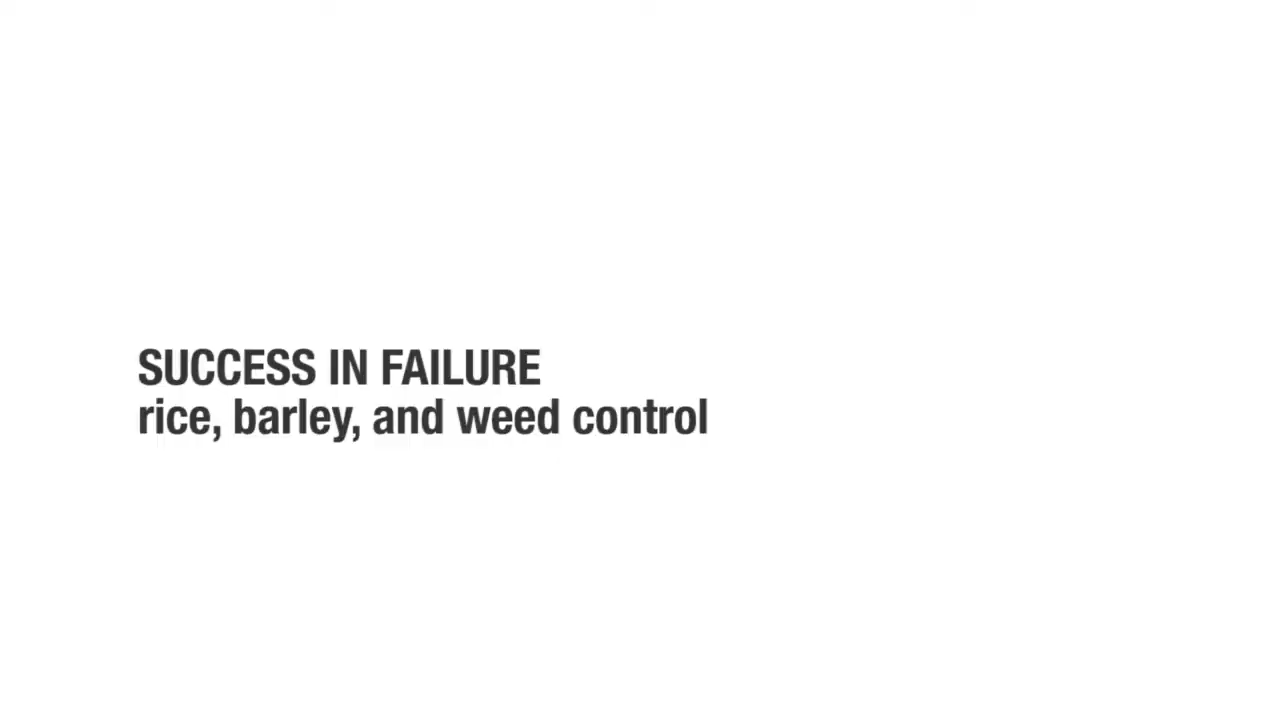 SUCCESS IN FAILURE
rice, barley, and weed control